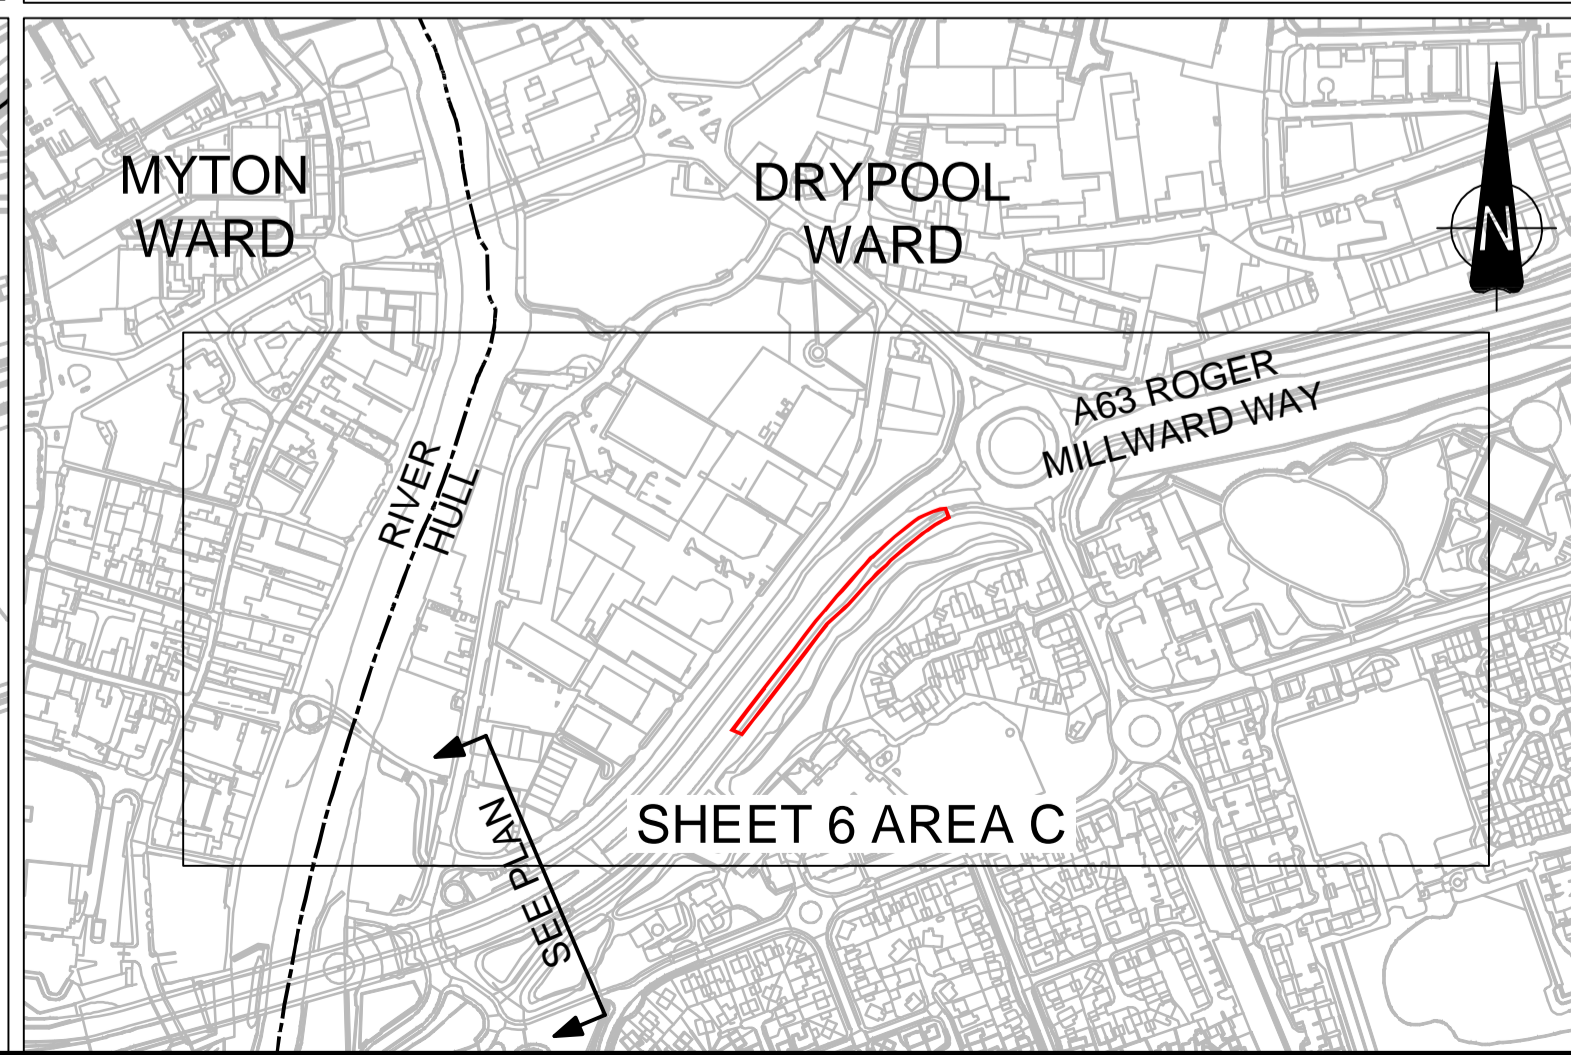 MYTON
WARD
DRYPOOL
WARD
N
A63 ROGER
MILLWARD WAY
RIVER
HULL
SEE PLAN
SHEET 6 AREA C